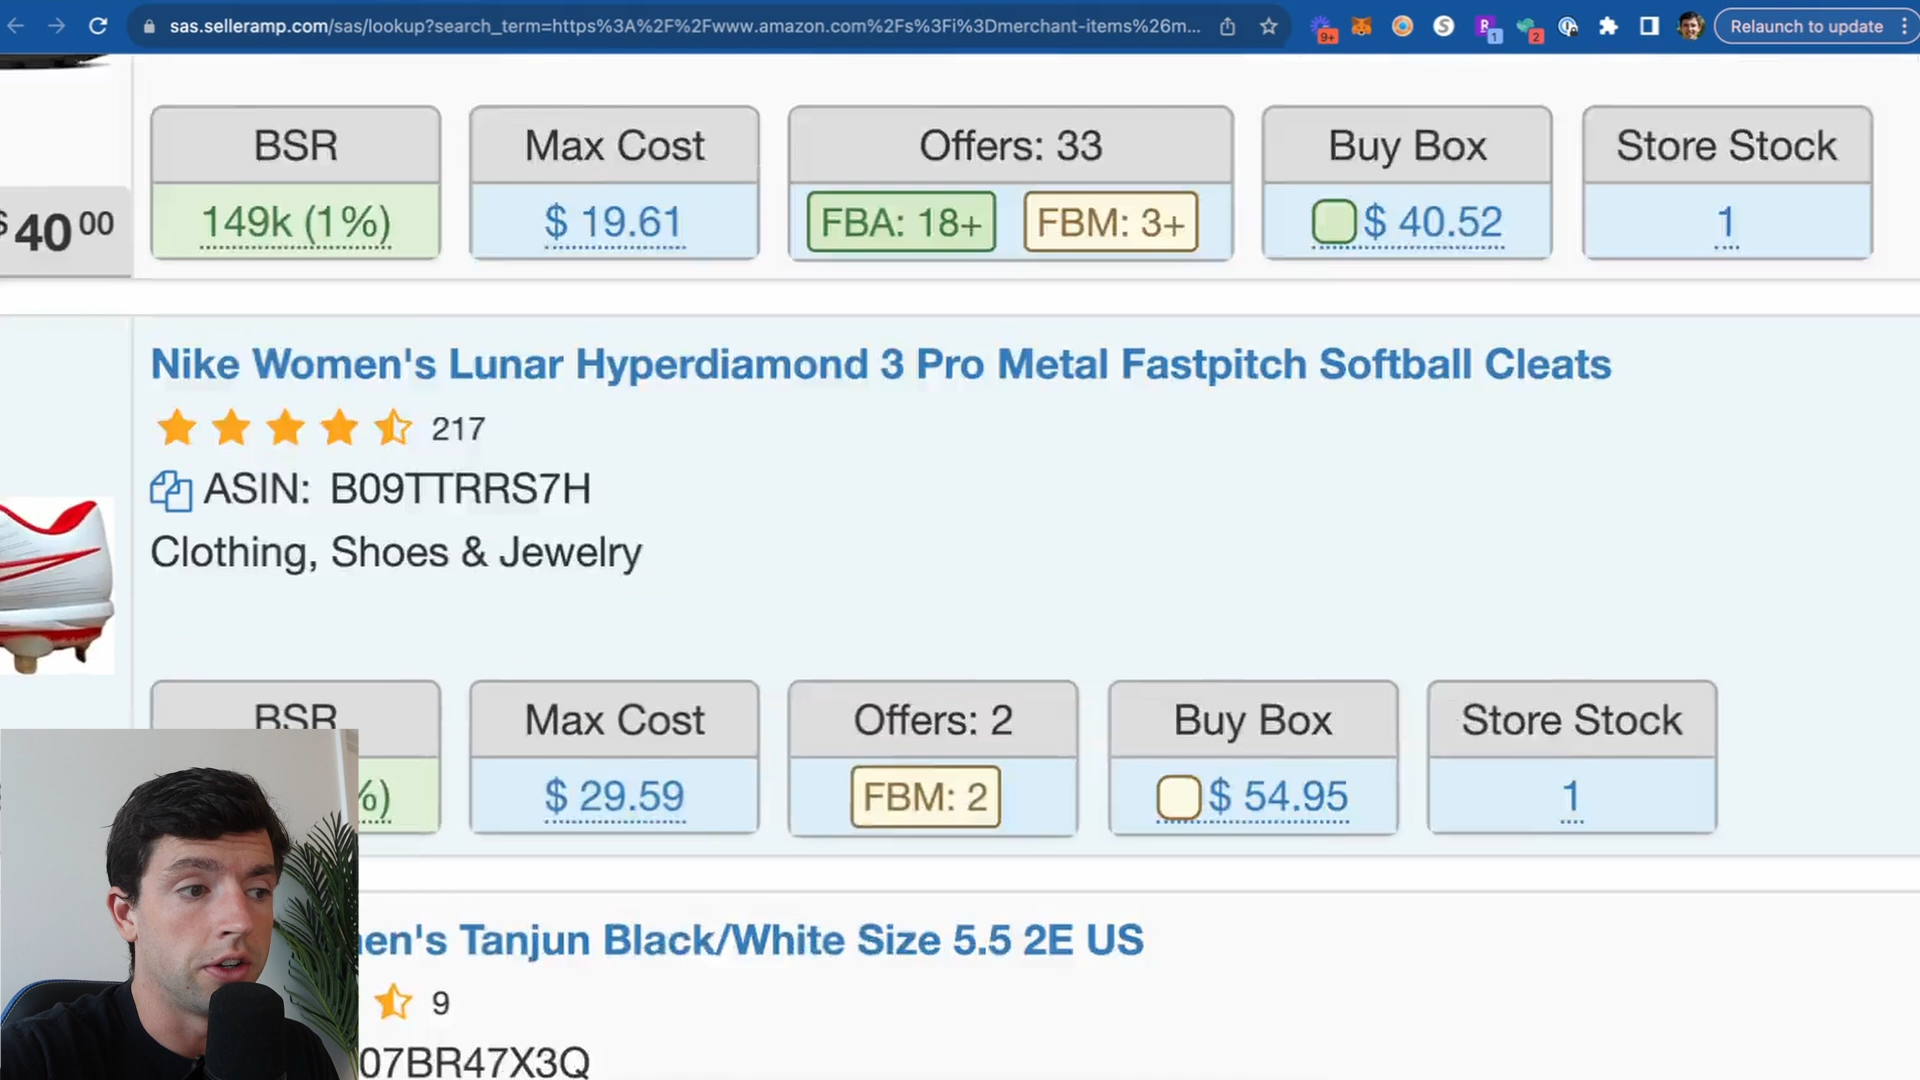 sas.selleramp.com/sas/lookup?search_term=https%3A%2F%2Fwww.amazon.com%2Fs%3Fi%3Dmerchant-items%26m...
9+
S
1
2
Relaunch to update
$40 00
BSR
149k (1%)
Max Cost
$ 19.61
Offers: 33
FBA: 18+ FBM: 3+
Buy Box
$ 40.52
Store Stock
1
Nike Women's Lunar Hyperdiamond 3 Pro Metal Fastpitch Softball Cleats
217
ASIN: B09TTRRS7H
Clothing, Shoes & Jewelry
BSR
%)
Max Cost
$ 29.59
Offers: 2
FBM: 2
Buy Box
$ 54.95
Store Stock
1
en's Tanjun Black/White Size 5.5 2E US
9
07BR47X3Q